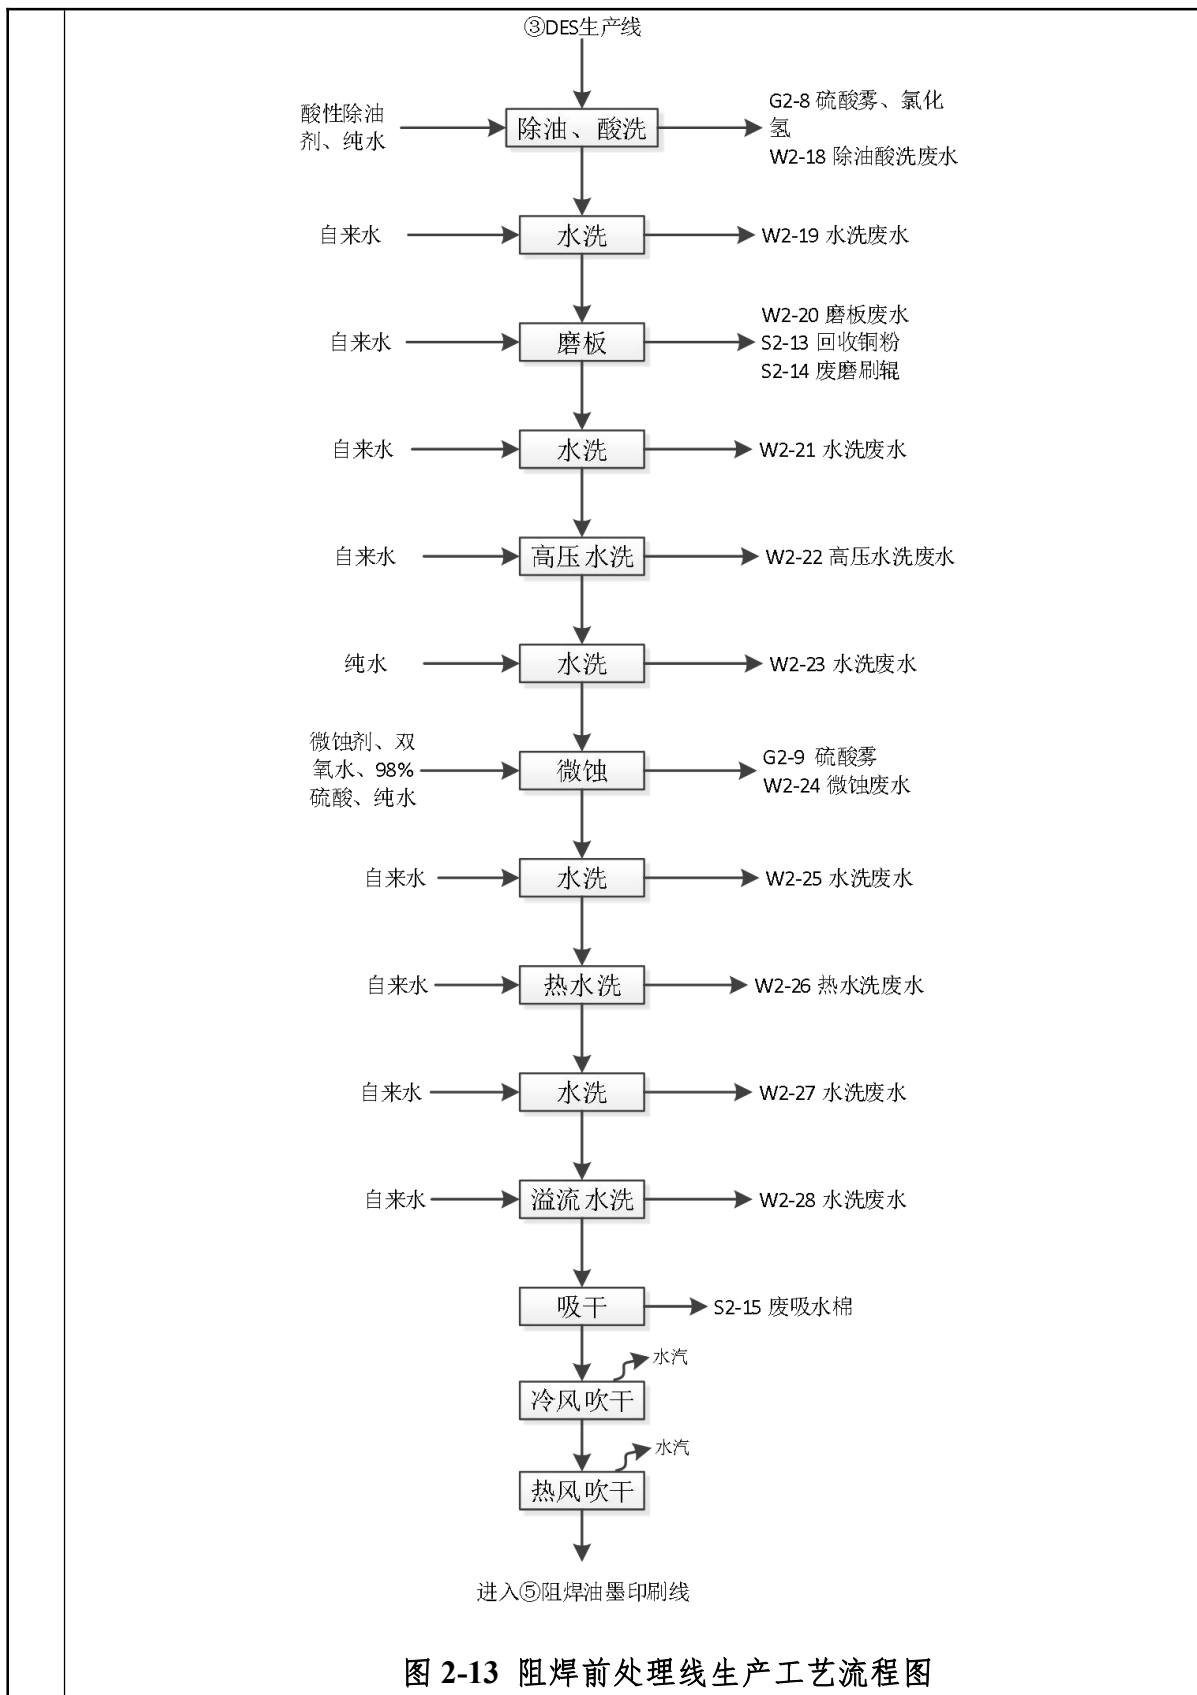 ③DES生产线
酸性除油
剂、纯水
除油、酸洗
G2-8 硫酸雾、氯化
氢
W2-18 除油酸洗废水
自来水
水洗
W2-19 水洗废水
自来水
磨板
W2-20 磨板废水
S2-13 回收铜粉
S2-14 废磨刷辊
自来水
水洗
W2-21 水洗废水
自来水
高压水洗
W2-22 高压水洗废水
纯水
水洗
W2-23 水洗废水
微蚀剂、双
氧水、98%
硫酸、纯水
微蚀
G2-9 硫酸雾
W2-24 微蚀废水
自来水
水洗
W2-25 水洗废水
自来水
热水洗
W2-26 热水洗废水
自来水
水洗
W2-27 水洗废水
自来水
溢流水洗
W2-28 水洗废水
吸干
S2-15 废吸水棉
水汽
冷风吹干
水汽
热风吹干
进入⑤阻焊油墨印刷线
图 2-13 阻焊前处理线生产工艺流程图